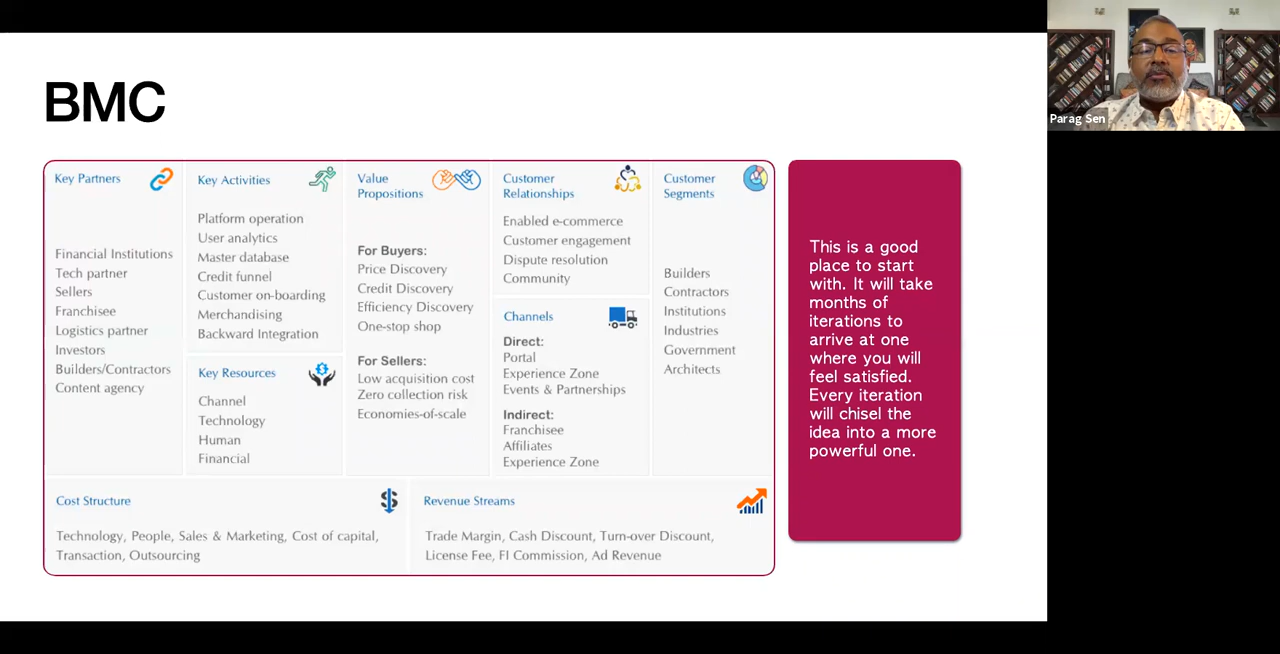 BMC
Key Partners
Financial Institutions
Tech partner
Sellers
Franchisee
Logistics partner
Investors
Builders/Contractors
Content agency
Key Activities
Platform operation
User analytics
Master database
Credit funnel
Customer on-boarding
Merchandising
Backward Integration
Key Resources
Channel
Technology
Human
Financial
Value
Propositions
For Buyers:
Price Discovery
Credit Discovery
Efficiency Discovery
One-stop shop
For Sellers:
Low acquisition cost
Zero collection risk
Economies-of-scale
Customer
Relationships
Enabled e-commerce
Customer engagement
Dispute resolution
Community
Channels
Direct:
Portal
Experience Zone
Events & Partnerships
Indirect:
Franchisee
Affiliates
Experience Zone
Customer
Segments
Builders
Contractors
Institutions
Industries
Government
Architects
Cost Structure
Technology, People, Sales & Marketing, Cost of capital,
Transaction, Outsourcing
Revenue Streams
Trade Margin, Cash Discount, Turn-over Discount,
License Fee, FI Commission, Ad Revenue
This is a good
place to start
with. It will take
months of
iterations to
arrive at one
where you will
feel satisfied.
Every iteration
will chisel the
idea into a more
powerful one.
Parag Sen